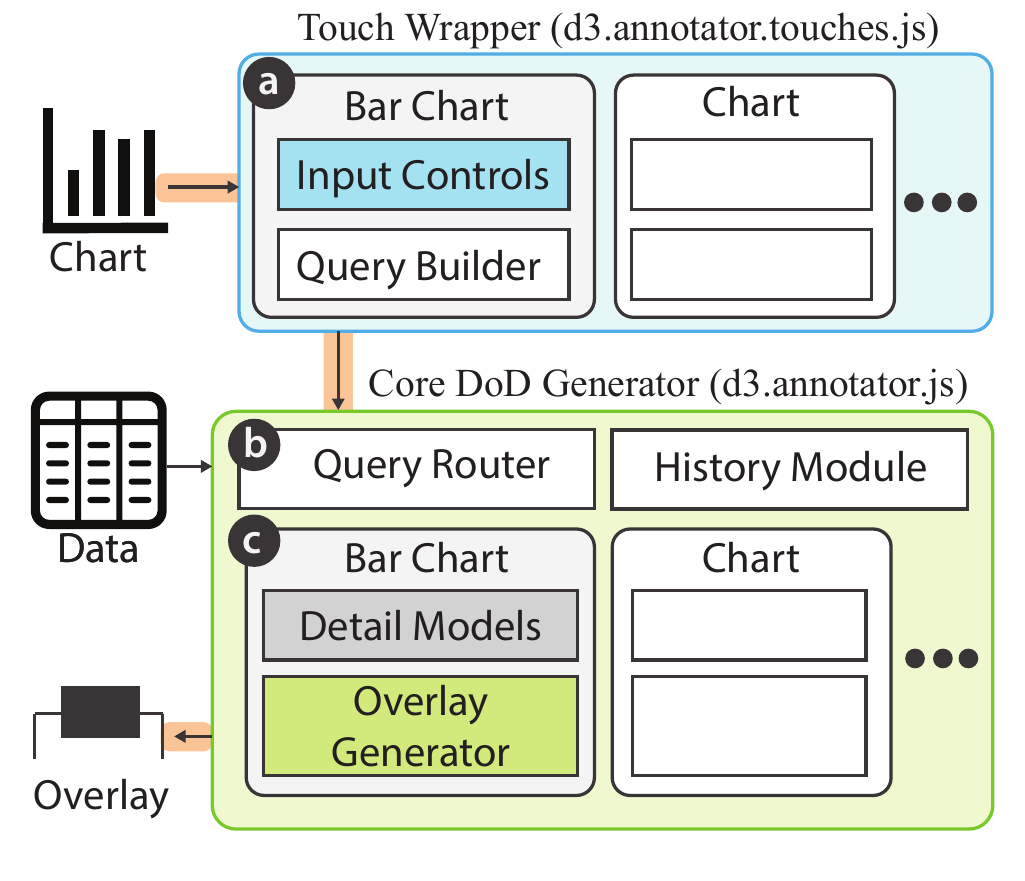 Touch Wrapper (d3.annotator.touches.js)
a
Bar Chart
Chart
Input Controls
Query Builder
Chart
Core DoD Generator (d3.annotator.js)
b
Query Router
History Module
Data
c
Bar Chart
Chart
Detail Models
Overlay
Generator
Overlay